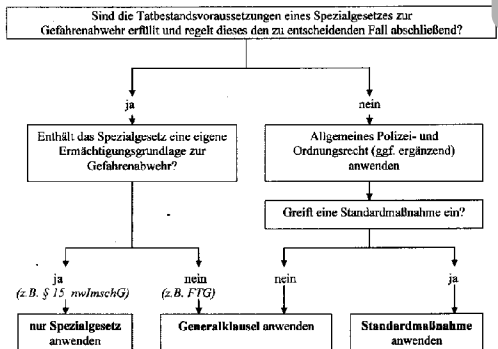 Sind die Tatbestandsvoraussetzungen eines Spezialgesetzes zur
Gefahrenabwehr erfüllt und regelt dieses den zu entscheidenden Fall abschließend?
ja
nein
Enthält das Spezialgesetz eine eigene
Ermächtigungsgrundlage zur
Gefahrenabwehr?
Allgemeines Polizei- und
Ordnungsrecht (ggf. ergänzend)
anwenden
Greift eine Standardmaßnahme ein?
ja
(z.B. § 15 nwImschG)
nein
(z.B. FTG)
nein
ja
nur Spezialgesetz
anwenden
Generalklausel anwenden
Standardmaßnahme
anwenden